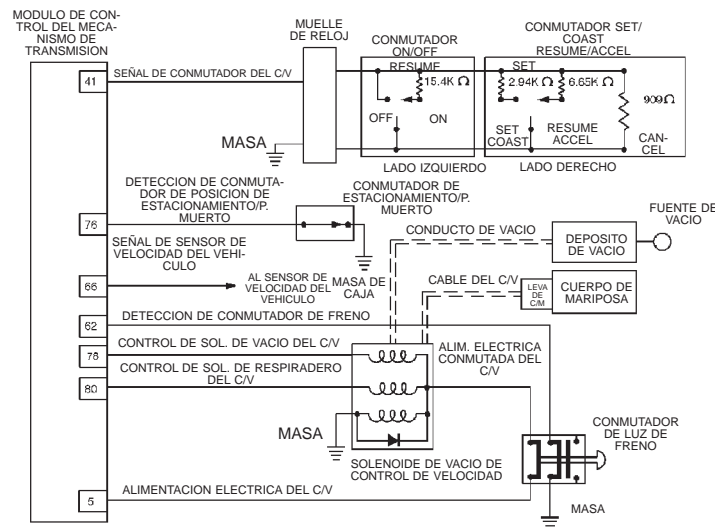 MODULO DE CON-
TROL DEL MECA-
NISMO DE
TRANSMISION
MUELLE
DE RELOJ
CONMUTADOR
ON/OFF
RESUME
15.4K Ω
OFF
ON
LADO IZQUIERDO
CONMUTADOR SET/
COAST
RESUME/ACCEL
SET
2.94K Ω
6.65K Ω
909Ω
SET
COAST
RESUME
ACCEL
CAN-
CEL
LADO DERECHO
41
SEÑAL DE CONMUTADOR DEL C/V
MASA
DETECCION DE CONMUTA-
DOR DE POSICION DE
ESTACIONAMIENTO/P.
MUERTO
CONMUTADOR DE
ESTACIONAMIENTO/P.
MUERTO
76
MASA DE
CAJA
SEÑAL DE SENSOR DE
VELOCIDAD DEL VEHI-
CULO
66
AL SENSOR DE
VELOCIDAD DEL
VEHICULO
CONDUCTO DE VACIO
DEPOSITO
DE VACIO
FUENTE DE
VACIO
CABLE DEL C/V
LEVA
DE
C/M
CUERPO DE
MARIPOSA
62
DETECCION DE CONMUTADOR DE FRENO
78
CONTROL DE SOL. DE VACIO DEL C/V
80
CONTROL DE SOL. DE RESPIRADERO
DEL C/V
ALIM. ELECTRICA
CONMUTADA DEL
C/V
MASA
SOLENOIDE DE VACIO DE
CONTROL DE VELOCIDAD
CONMUTADOR
DE LUZ DE
FRENO
5
ALIMENTACION ELECTRICA DEL C/V
MASA